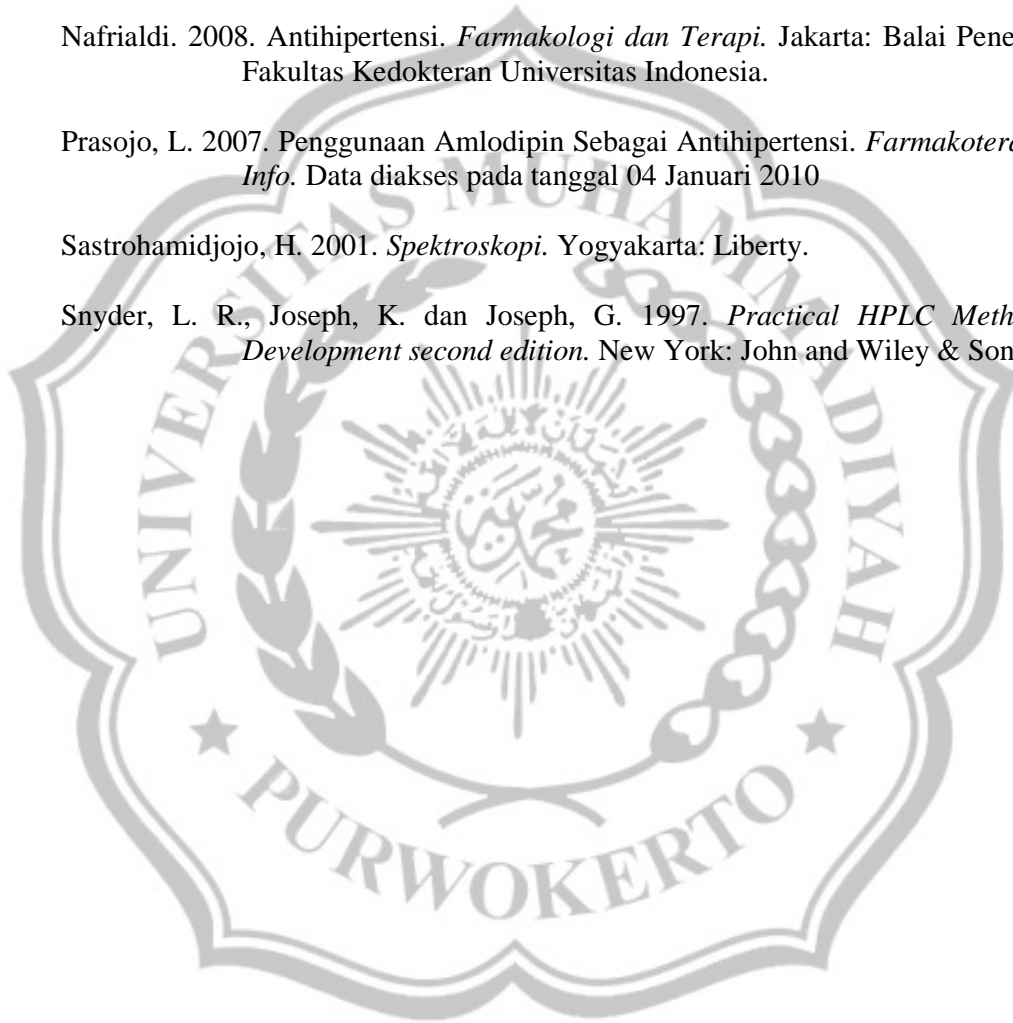 Nafrialdi. 2008. Antihipertensi. Farmakologi dan Terapi. Jakarta: Balai Pene
Fakultas Kedokteran Universitas Indonesia.
Prasojo, L. 2007. Penggunaan Amlodipin Sebagai Antihipertensi. Farmakotera
Info. Data diakses pada tanggal 04 Januari 2010
Sastrohamidjojo, H. 2001. Spektroskopi. Yogyakarta: Liberty.
Snyder, L. R., Joseph, K. dan Joseph, G. 1997. Practical HPLC Meth
Development second edition. New York: John and Wiley & Son
UNIVERSITAS MUHAMMADIYAH
PURWOKERTO